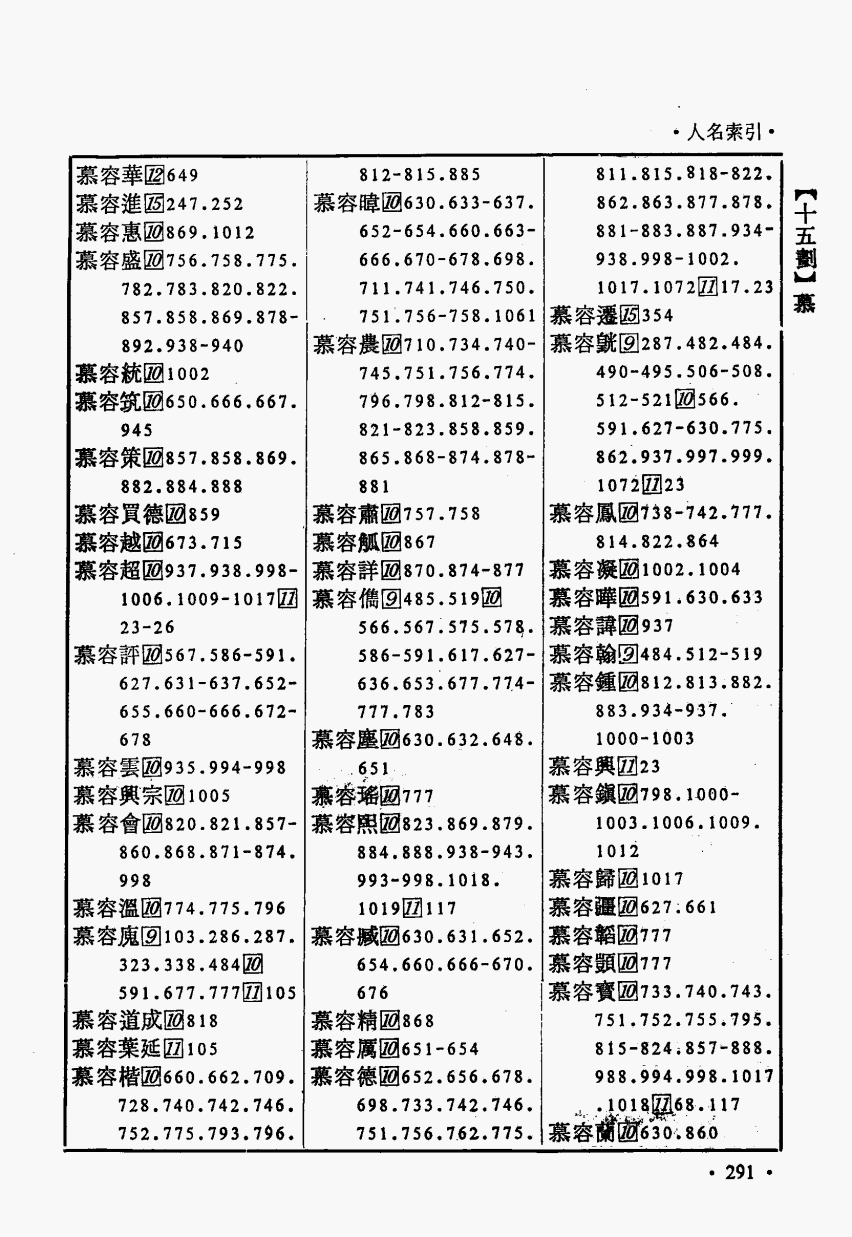 ·人名索引·
慕容華[12]649
慕容進[15]247.252
慕容惠[10]869.1012
慕容盛[10]756.758.775.
782.783.820.822.
857.858.869.878-
892.938-940
慕容統[10]1002
慕容筑[10]650.666.667.
945
慕容策[10]857.858.869.
882.884.888
慕容買德[10]859
慕容越[10]673.715
慕容超[10]937.938.998-
1006.1009-1017[11]
23-26
慕容評[10]567.586-591.
627.631-637.652-
655.660-666.672-
678
慕容雲[10]935.994-998
慕容興宗[10]1005
慕容會[10]820.821.857-
860.868.871-874.
998
慕容溫[10]774.775.796
慕容廆[9]103.286.287.
323.338.484[10]
591.677.777[11]105
慕容道成[10]818
慕容葉延[11]105
慕容楷[10]660.662.709.
728.740.742.746.
752.775.793.796.
812-815.885
慕容暐[10]630.633-637.
652-654.660.663-
666.670-678.698.
711.741.746.750.
751.756-758.1061
慕容農[10]710.734.740-
745.751.756.774.
796.798.812-815.
821-823.858.859.
865.868-874.878-
881
慕容肅[10]757.758
慕容觚[10]867
慕容詳[10]870.874-877
慕容儁[9]485.519[10]
566.567.575.578.
586-591.617.627-
636.653.677.774-
777.783
慕容塵[10]630.632.648.
651
慕容瑤[10]777
慕容熙[10]823.869.879.
884.888.938-943.
993-998.1018.
1019[11]117
慕容臧[10]630.631.652.
654.660.666-670.
676
慕容精[10]868
慕容厲[10]651-654
慕容德[10]652.656.678.
698.733.742.746.
751.756.762.775.
811.815.818-822.
862.863.877.878.
881-883.887.934-
938.998-1002.
1017.1072[11]17.23
慕容遷[15]354
慕容皝[9]287.482.484.
490-495.506-508.
512-521[10]566.
591.627-630.775.
862.937.997.999.
1072[11]23
慕容鳳[10]738-742.777.
814.822.864
慕容凝[10]1002.1004
慕容曄[10]591.630.633
慕容諱[10]937
慕容翰[9]484.512-519
慕容鍾[10]812.813.882.
883.934-937.
1000-1003
慕容興[11]23
慕容鎮[10]798.1000-
1003.1006.1009.
1012
慕容歸[10]1017
慕容疆[10]627.661
慕容韜[10]777
慕容顗[10]777
慕容寶[10]733.740.743.
751.752.755.795.
815-824.857-888.
988.994.998.1017
.1018[11]68.117
慕容蘭[10]630.860
【十五劃】慕
·291·